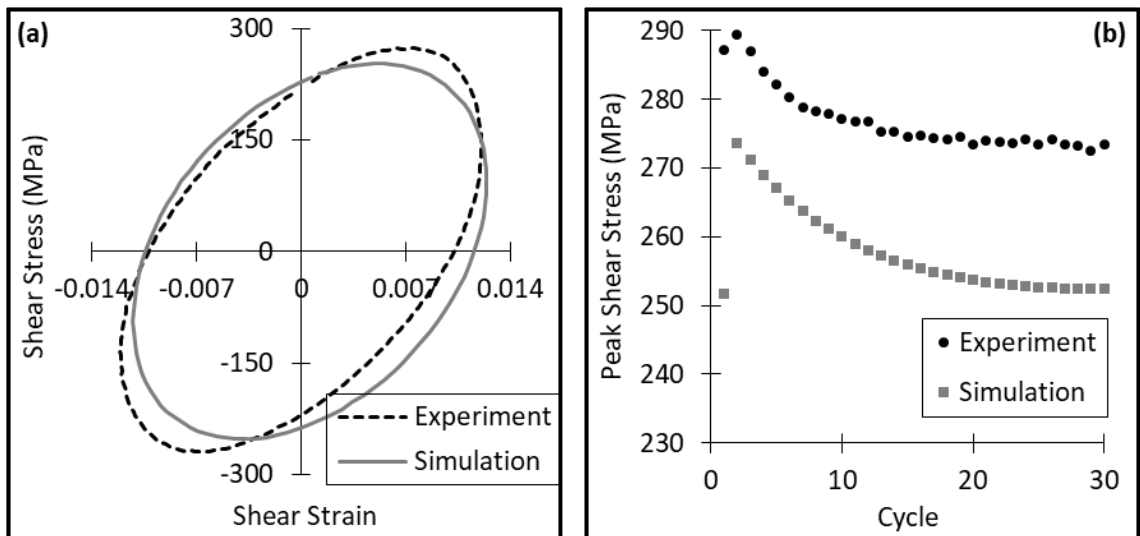 (a)
300
150
0
-150
-300
-0.014
-0.007
0
0.007
0.014
Shear Stress (MPa)
Shear Strain
Experiment
Simulation
(b)
290
280
270
260
250
240
230
0
10
20
30
Peak Shear Stress (MPa)
Cycle
Experiment
Simulation